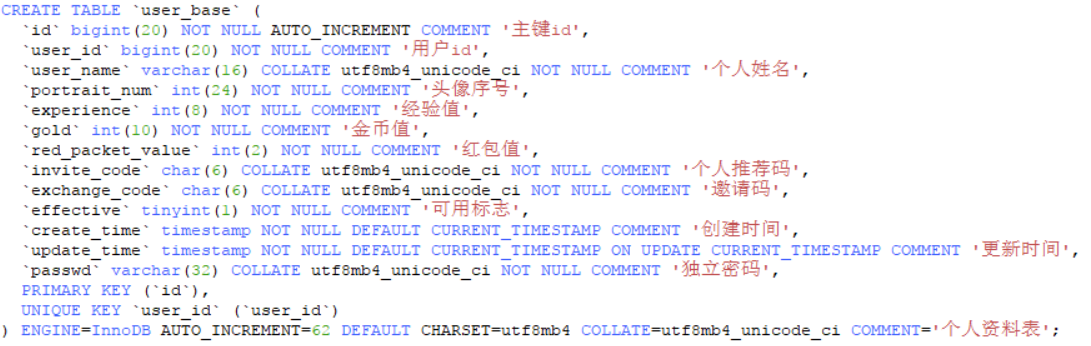 CREATE TABLE `user_base` (
  `id` bigint(20) NOT NULL AUTO_INCREMENT COMMENT '主键id',
  `user_id` bigint(20) NOT NULL COMMENT '用户id',
  `user_name` varchar(16) COLLATE utf8mb4_unicode_ci NOT NULL COMMENT '个人姓名',
  `portrait_num` int(24) NOT NULL COMMENT '头像序号',
  `experience` int(8) NOT NULL COMMENT '经验值',
  `gold` int(10) NOT NULL COMMENT '金币值',
  `red_packet_value` int(2) NOT NULL COMMENT '红包值',
  `invite_code` char(6) COLLATE utf8mb4_unicode_ci NOT NULL COMMENT '个人推荐码',
  `exchange_code` char(6) COLLATE utf8mb4_unicode_ci NOT NULL COMMENT '邀请码',
  `effective` tinyint(1) NOT NULL COMMENT '可用标志',
  `create_time` timestamp NOT NULL DEFAULT CURRENT_TIMESTAMP COMMENT '创建时间',
  `update_time` timestamp NOT NULL DEFAULT CURRENT_TIMESTAMP ON UPDATE CURRENT_TIMESTAMP COMMENT '更新时间',
  `passwd` varchar(32) COLLATE utf8mb4_unicode_ci NOT NULL COMMENT '独立密码',
  PRIMARY KEY (`id`),
  UNIQUE KEY `user_id` (`user_id`)
) ENGINE=InnoDB AUTO_INCREMENT=62 DEFAULT CHARSET=utf8mb4 COLLATE=utf8mb4_unicode_ci COMMENT='个人资料表';